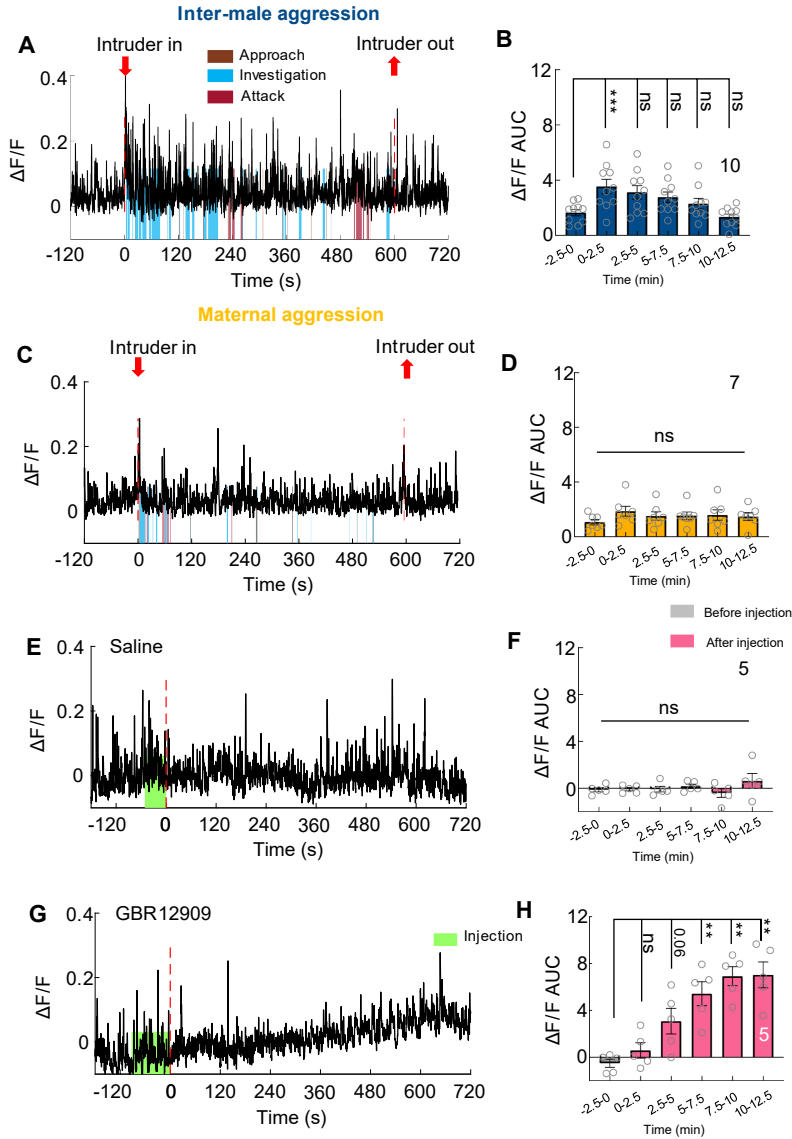 Inter-male aggression
A
Intruder in
Approach
Investigation
Attack
Intruder out
ΔF/F
0.4
0.2
0
-120 0 120 240 360 480 600 720
Time (s)
B
ΔF/F AUC
12
8
4
0
***
ns
ns
ns
ns
10
-2.5-0 0-2.5 2.5-5 5-7.5 7.5-10 10-12.5
Time (min)
Maternal aggression
C
Intruder in
Intruder out
ΔF/F
0.4
0.2
0
-120 0 120 240 360 480 600 720
Time (s)
D
ΔF/F AUC
12
8
4
0
7
ns
-2.5-0 0-2.5 2.5-5 5-7.5 7.5-10 10-12.5
Time (min)
Before injection
After injection
E
Saline
ΔF/F
0.4
0.2
0
-120 0 120 240 360 480 600 720
Time (s)
F
ΔF/F AUC
12
8
4
0
5
ns
-2.5-0 0-2.5 2.5-5 5-7.5 7.5-10 10-12.5
Time (min)
G
GBR12909
Injection
ΔF/F
0.4
0.2
0
-120 0 120 240 360 480 600 720
Time (s)
H
ΔF/F AUC
12
8
4
0
ns
0.06
**
**
**
5
-2.5-0 0-2.5 2.5-5 5-7.5 7.5-10 10-12.5
Time (min)